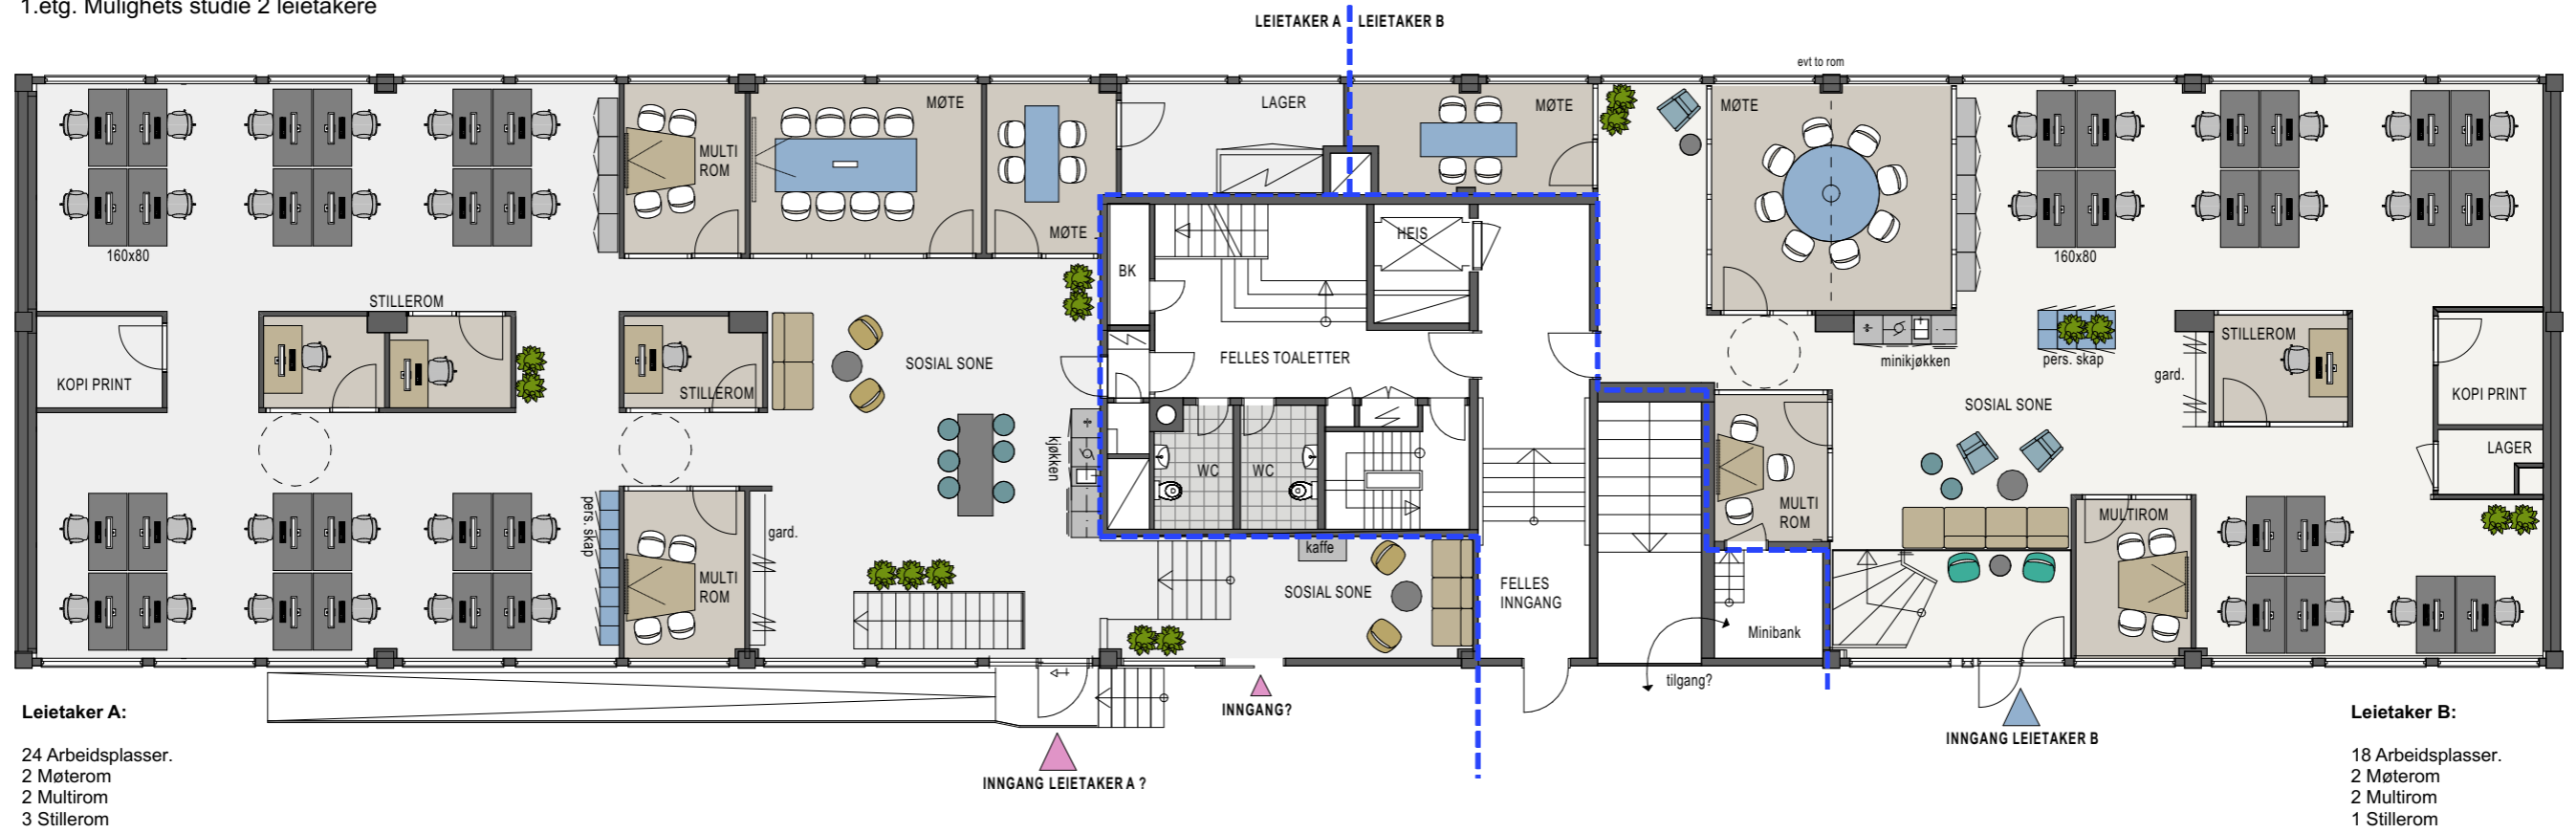 1.etg. Mulighets studie 2 leietakere
LEIETAKER A
LEIETAKER B
evt to rom
MØTE
LAGER
MØTE
MØTE
MULTI
ROM
MØTE
160x80
HEIS
160x80
BK
STILLEROM
KOPI PRINT
STILLEROM
SOSIAL SONE
FELLES TOALETTER
minikjøkken
pers. skap
gard.
STILLEROM
KOPI PRINT
SOSIAL SONE
LAGER
kjøkken
WC
WC
MULTI
ROM
MULTIROM
pers. skap
gard.
MULTI
ROM
kaffe
SOSIAL SONE
FELLES
INNGANG
Minibank
tilgang?
INNGANG?
INNGANG LEIETAKER A ?
INNGANG LEIETAKER B
Leietaker A:
24 Arbeidsplasser.
2 Møterom
2 Multirom
3 Stillerom
Leietaker B:
18 Arbeidsplasser.
2 Møterom
2 Multirom
1 Stillerom